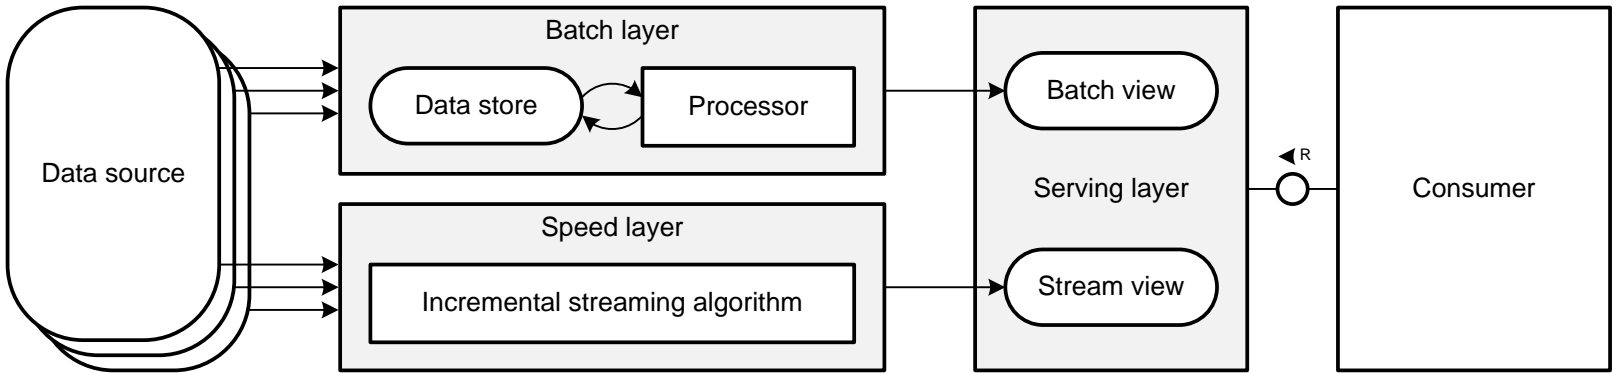 Data source
Batch layer
Data store
Processor
Speed layer
Incremental streaming algorithm
Batch view
Serving layer
Stream view
R
Consumer